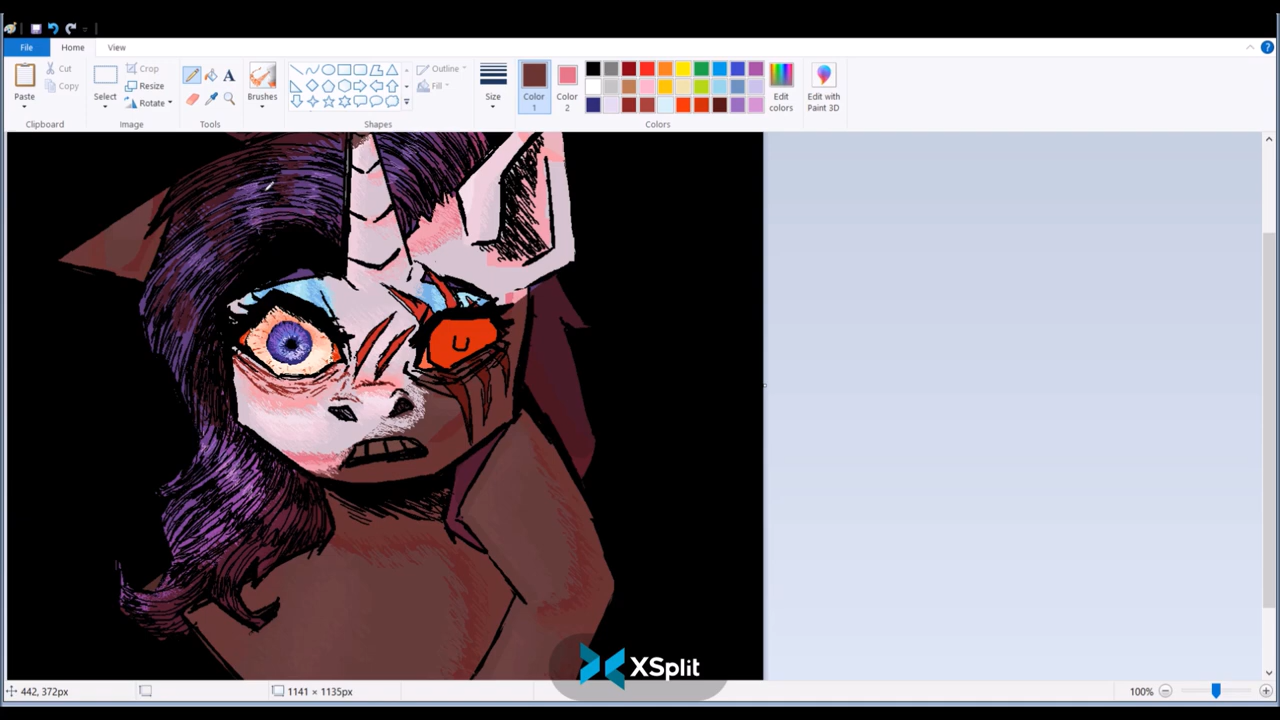 File
Home
View
Paste
Cut
Copy
Clipboard
Select
Crop
Resize
Rotate
Image
A
Tools
Brushes
Shapes
Outline
Fill
Size
Color
1
Color
2
Colors
Edit
colors
Edit with
Paint 3D
XSplit
442, 372px
1141 × 1135px
100%